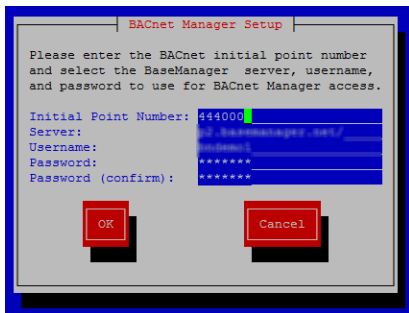 BACnet Manager Setup
Please enter the BACnet initial point number
and select the BaseManager server, username,
and password to use for BACnet Manager access.
Initial Point Number: 444000
Server:
Username:
Password: *******
Password (confirm): *******
OK Cancel